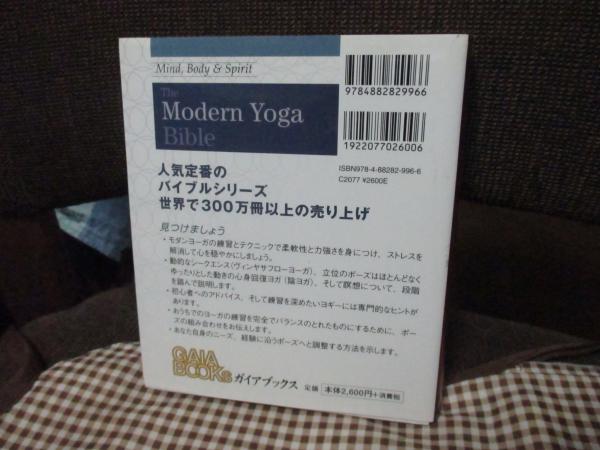 Mind, Body & Spirit
The
Modern Yoga
Bible
9784882829966
1922077026006
ISBN978-4-88282-996-6
C2077 ¥2600E
人気定番の
バイブルシリーズ
世界で300万冊以上の売り上げ
見つけましょう
・モダンヨーガの練習とテクニックで柔軟性と力強さを身につけ、ストレスを
解消して心を穏やかにしましょう。
・動的なシークエンス(ヴィンヤサフローヨーガ)、立位のポーズはほとんどなく
ゆったりとした動きの心身回復ヨガ(陰ヨガ)、そして瞑想について、段階
を踏んで説明します。
・初心者へのアドバイス、そして練習を深めたいヨギーには専門的なヒントが
あります。
・おうちでのヨーガの練習を完全でバランスのとれたものにするために、ポー
ズの組み合わせをお伝えします。
・あなた自身のニーズ、経験に沿うポーズへと調整する方法を示します。
GAIA
BOOKS ガイアブックス
定価 本体2,600円+消費税